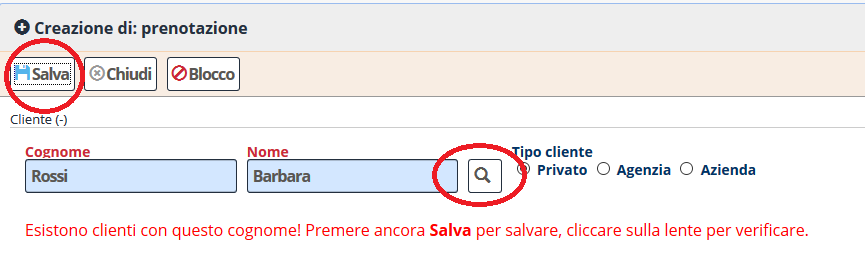 Creazione di: prenotazione
Salva Chiudi Blocco
Cliente (-)
Cognome Nome Tipo cliente
Rossi Barbara Privato Agenzia Azienda
Esistono clienti con questo cognome! Premere ancora Salva per salvare, cliccare sulla lente per verificare.